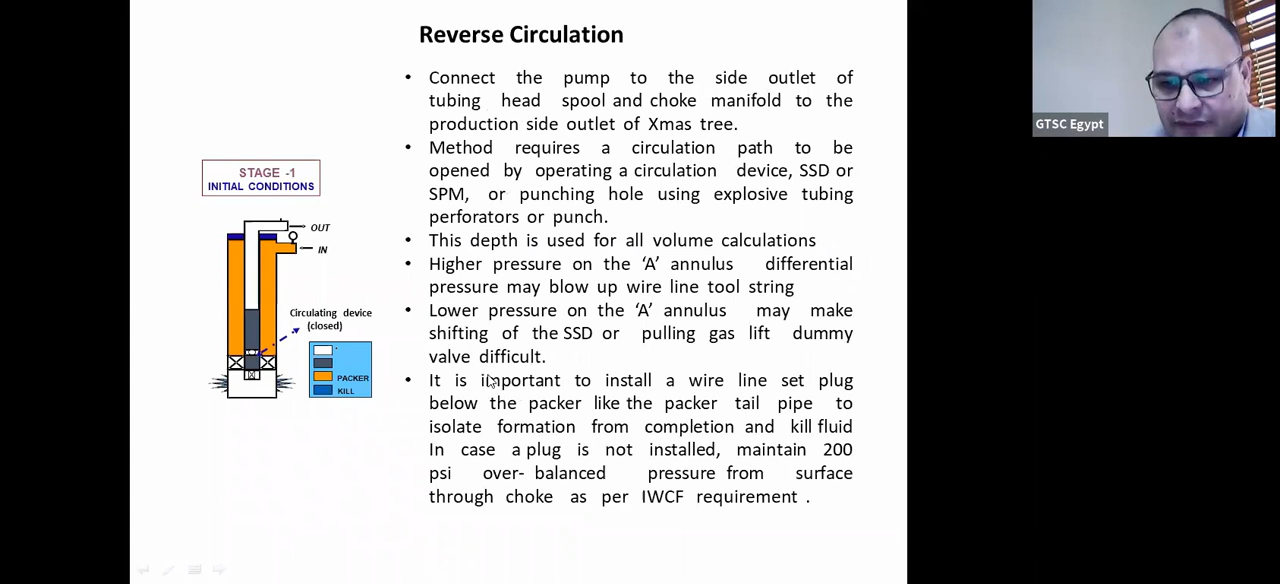 Reverse Circulation
• Connect the pump to the side outlet of
tubing head spool and choke manifold to the
production side outlet of Xmas tree.
• Method requires a circulation path to be
opened by operating a circulation device, SSD or
SPM, or punching hole using explosive tubing
perforators or punch.
• This depth is used for all volume calculations
• Higher pressure on the ‘A’ annulus differential
pressure may blow up wire line tool string
• Lower pressure on the ‘A’ annulus may make
shifting of the SSD or pulling gas lift dummy
valve difficult.
• It is important to install a wire line set plug
below the packer like the packer tail pipe to
isolate formation from completion and kill fluid
In case a plug is not installed, maintain 200
psi over- balanced pressure from surface
through choke as per IWCF requirement .
STAGE -1
INITIAL CONDITIONS
OUT
IN
Circulating device
(closed)
PACKER
KILL
GTSC Egypt